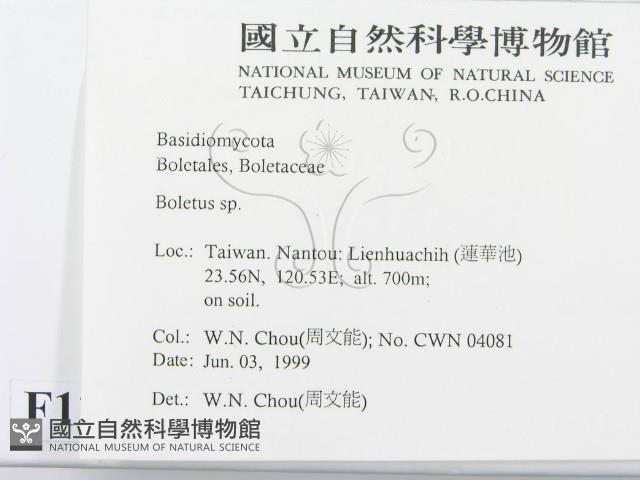 國立自然科學博物館
NATIONAL MUSEUM OF NATURAL SCIENCE
TAICHUNG, TAIWAN, R.O.CHINA
Basidiomycota
Boletales, Boletaceae
Boletus sp.
Loc.: Taiwan. Nantou: Lienhuachih (蓮華池)
23.56N, 120.53E; alt. 700m;
on soil.
Col.: W.N. Chou(周文能); No. CWN 04081
Date: Jun. 03, 1999
Det.: W.N. Chou(周文能)
國立自然科學博物館
NATIONAL MUSEUM OF NATURAL SCIENCE